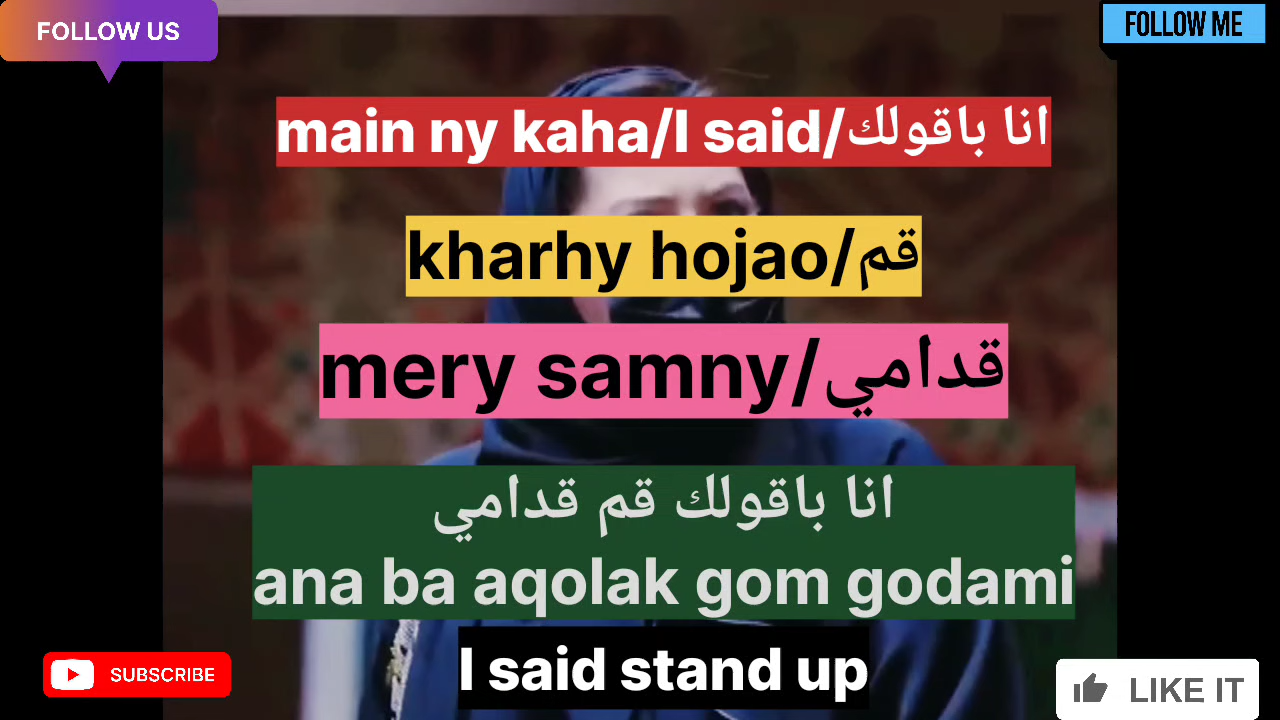 FOLLOW US
FOLLOW ME
main ny kaha/I said/انا باقولك
kharhy hojao/قم
mery samny/قدامي
انا باقولك قم قدامي
ana ba aqolak gom godami
I said stand up
SUBSCRIBE
LIKE IT